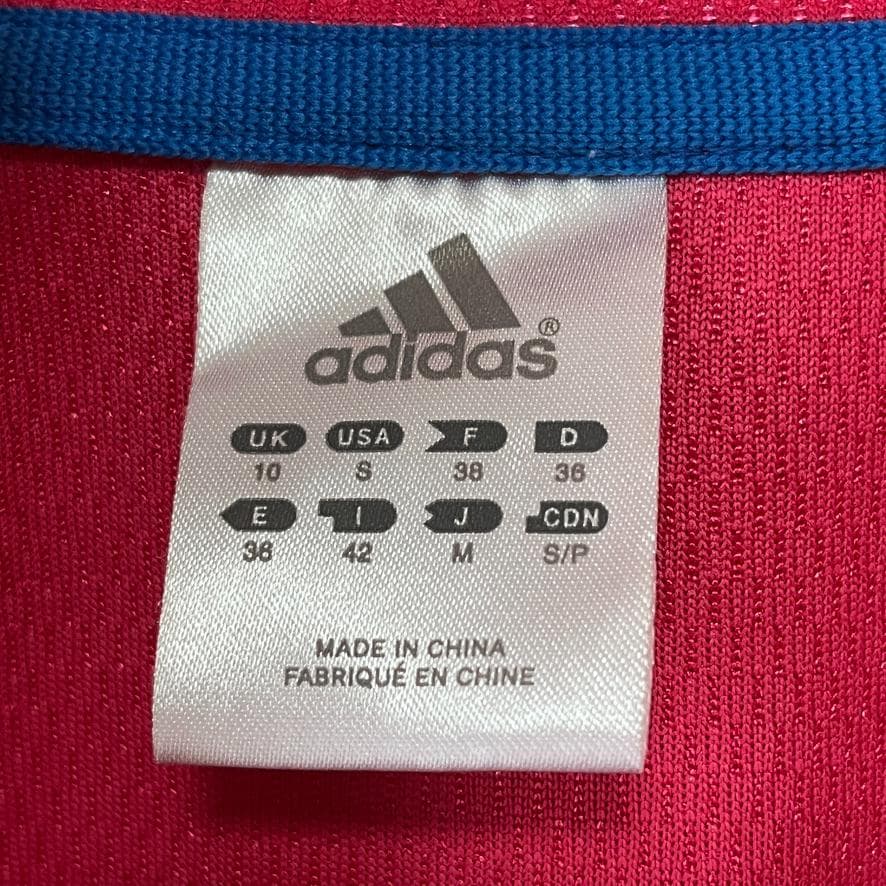 adidas®
UK USA F D
10 S 38 36
E I J CDN
38 42 M S/P
MADE IN CHINA
FABRIQUÉ EN CHINE